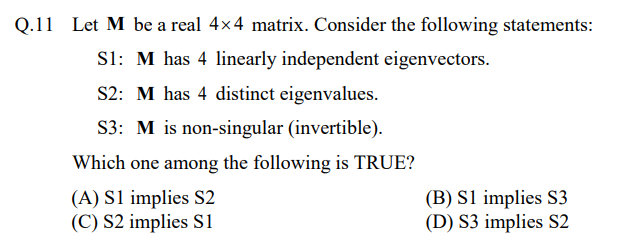 Q.11 Let M be a real 4×4 matrix. Consider the following statements:
S1: M has 4 linearly independent eigenvectors.
S2: M has 4 distinct eigenvalues.
S3: M is non-singular (invertible).
Which one among the following is TRUE?
(A) S1 implies S2 (B) S1 implies S3
(C) S2 implies S1 (D) S3 implies S2